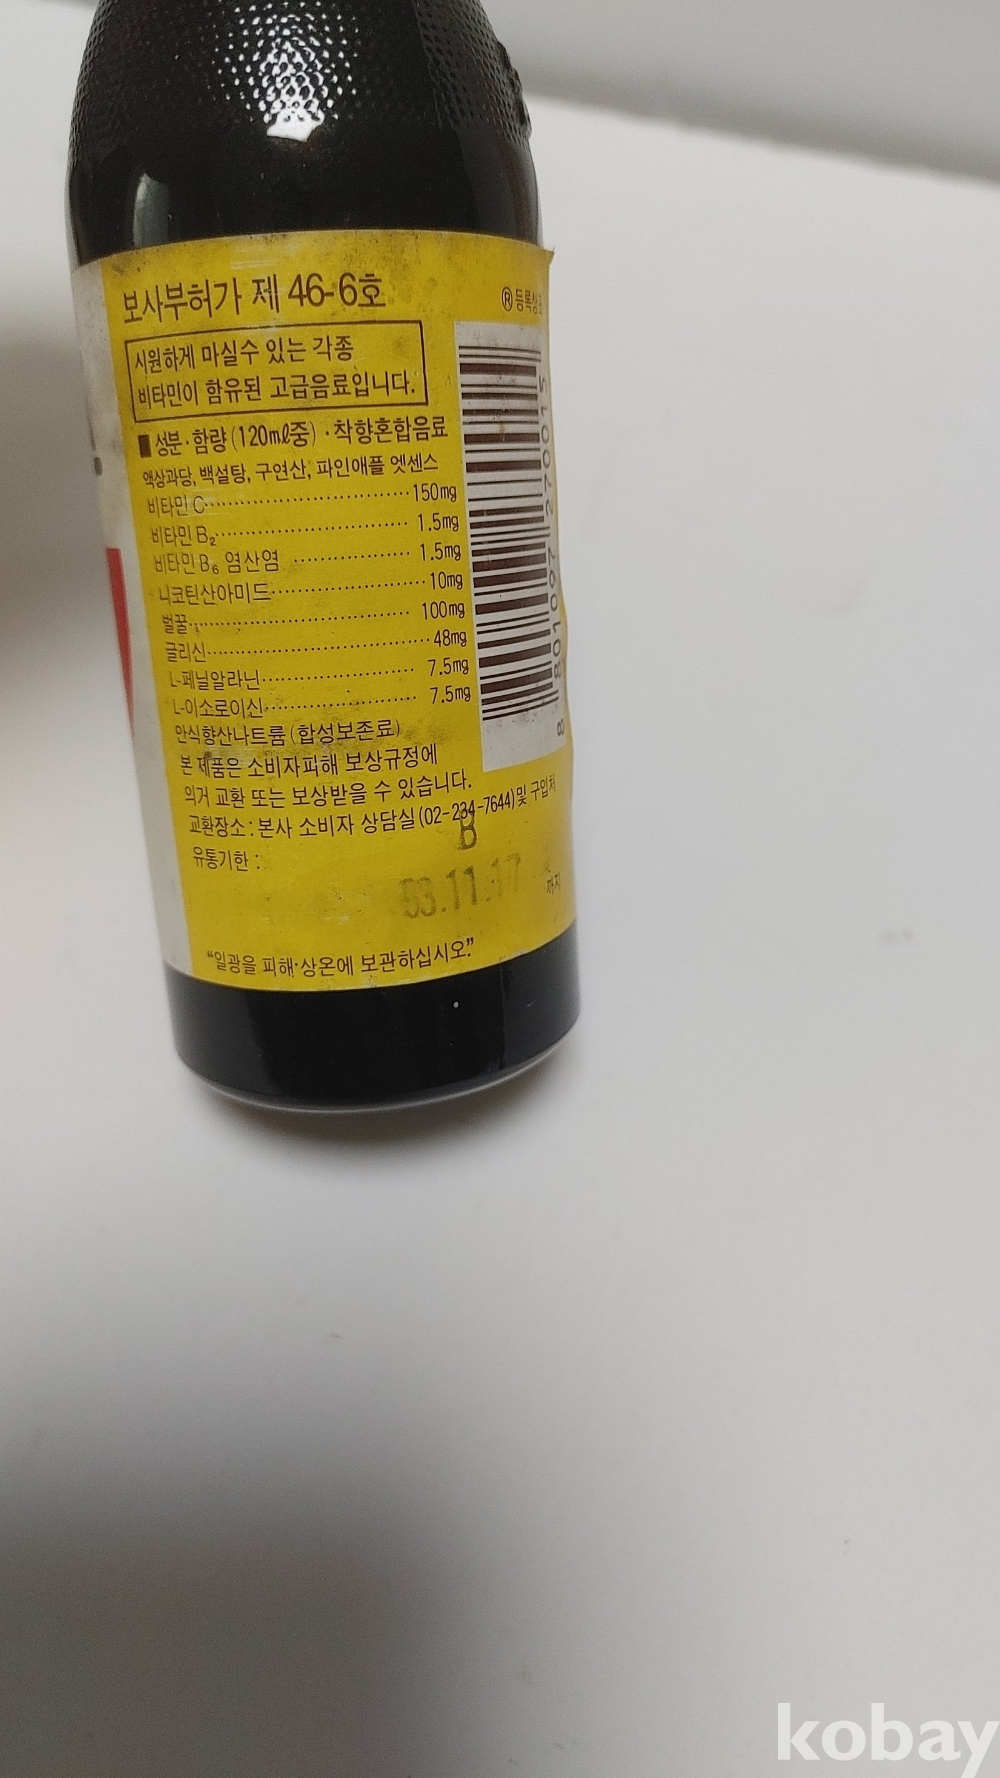 보사부허가 제 46-6호
®등록상표
시원하게 마실수 있는 각종
비타민이 함유된 고급음료입니다.
■ 성분·함량 (120mℓ중) · 착향혼합음료
액상과당, 백설탕, 구연산, 파인애플 엣센스
비타민 C 150mg
비타민 B₂ 1.5mg
비타민 B₆ 염산염 1.5mg
니코틴산아미드 10mg
벌꿀 100mg
글리신 48mg
L-페닐알라닌 7.5mg
L-이소로이신 7.5mg
안식향산나트륨 (합성보존료)
본 제품은 소비자피해 보상규정에
의거 교환 또는 보상받을 수 있습니다.
교환장소 : 본사 소비자 상담실 (02-234-7644) 및 구입처
유통기한 :
B
.11.17 까지
"일광을 피해·상온에 보관하십시오."
8 801097 270015
kobay